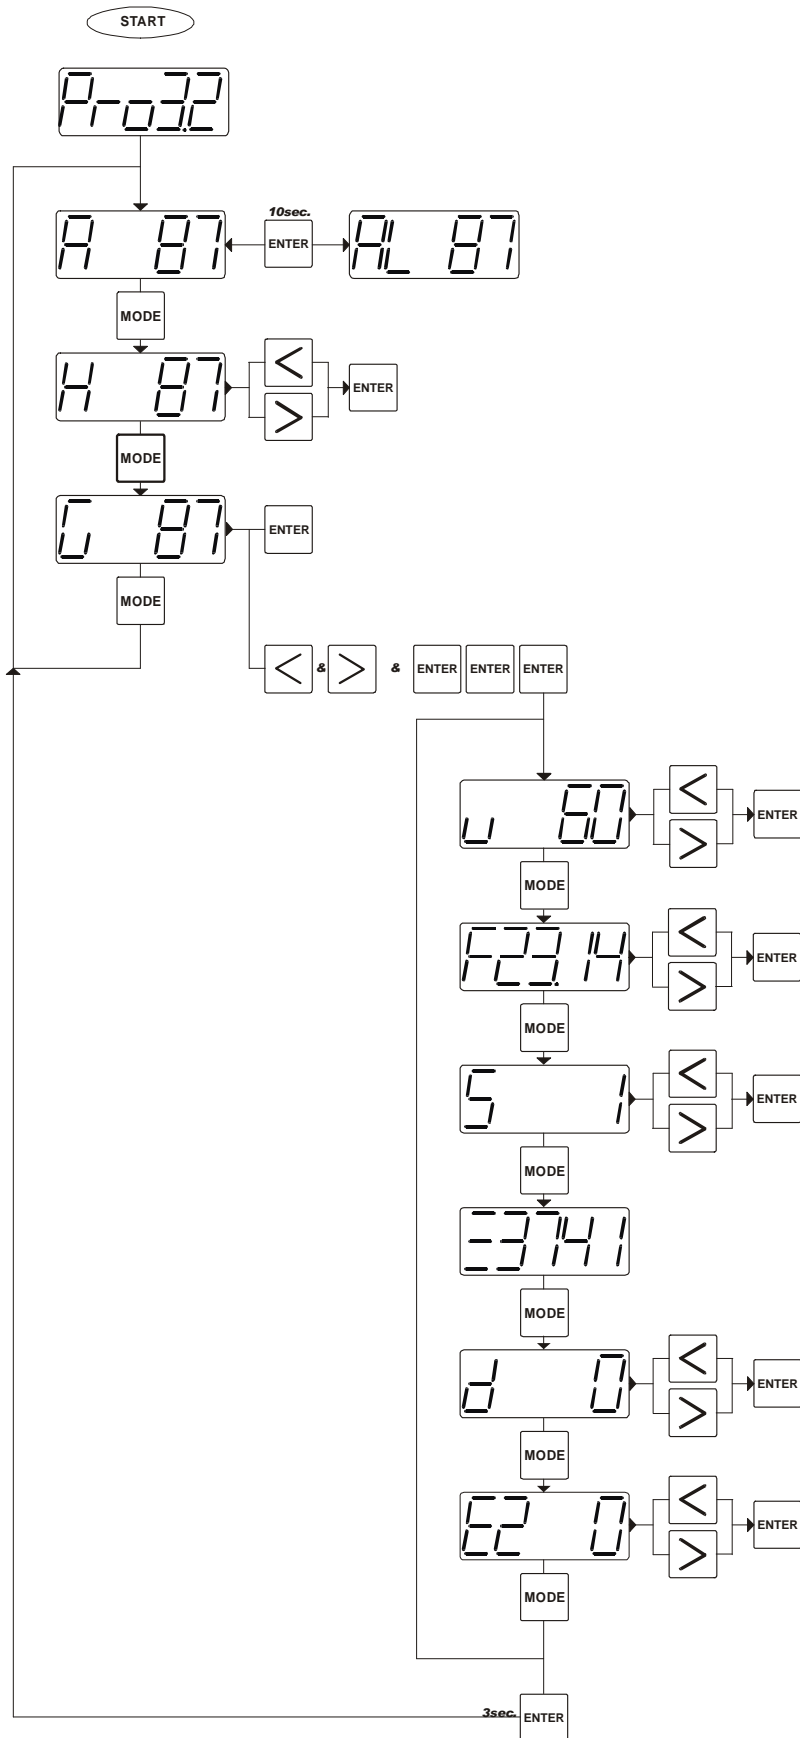 START
Pro3.2
10sec.
A 87 ENTER AL 87
MODE
H 87 < > ENTER
MODE
G 87 ENTER
MODE
< & > & ENTER ENTER ENTER
u 60 < > ENTER
MODE
F23.14 < > ENTER
MODE
S 1 < > ENTER
MODE
≡3741
MODE
d 0 < > ENTER
MODE
E2 0 < > ENTER
MODE
3sec. ENTER